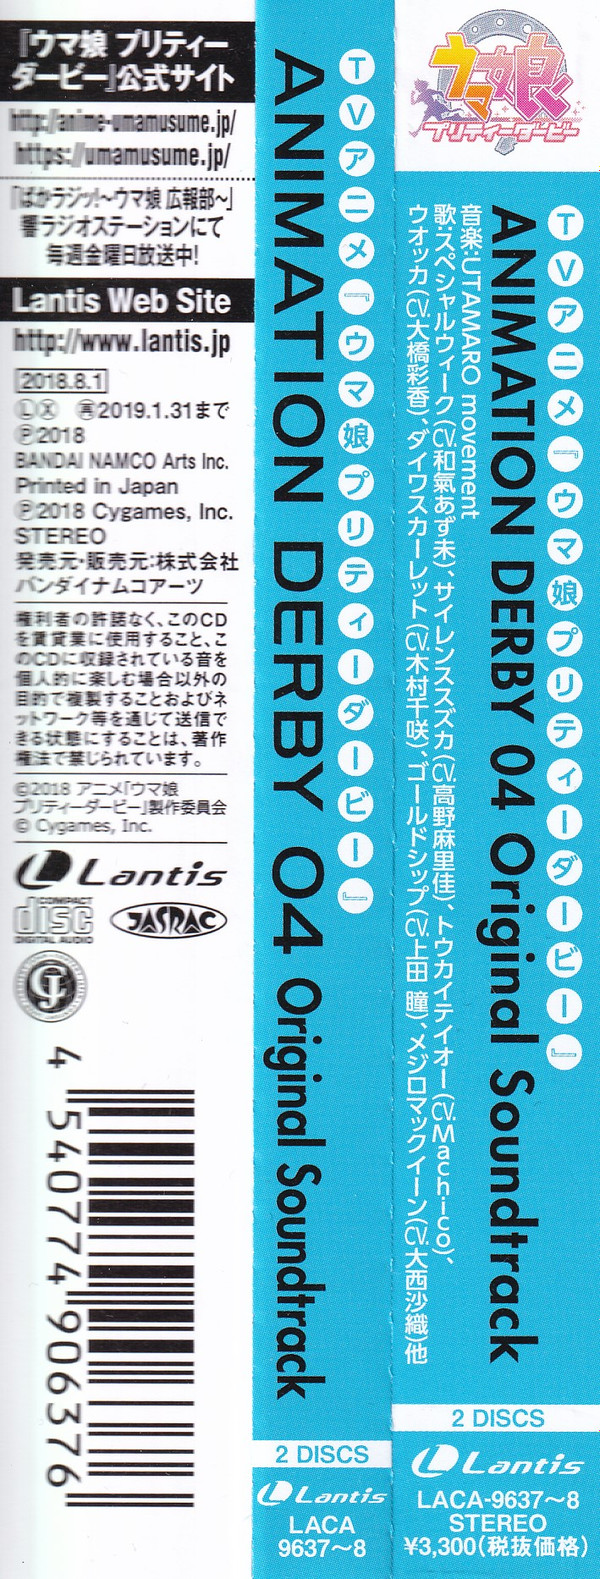 『ウマ娘 プリティー
ダービー』公式サイト
http://anime-umamusume.jp/
https://umamusume.jp/
「ぱかラジッ!～ウマ娘 広報部～」
響ラジオステーションにて
毎週金曜日放送中!
Lantis Web Site
http://www.lantis.jp
2018.8.1
Ⓛ Ⓧ ㊢2019.1.31まで
Ⓟ2018
BANDAI NAMCO Arts Inc.
Printed in Japan
Ⓟ2018 Cygames, Inc.
STEREO
発売元・販売元:株式会社
バンダイナムコアーツ
権利者の許諾なく、このCD
を賃貸業に使用すること、こ
のCDに収録されている音を
個人的に楽しむ場合以外の
目的で複製することおよびネ
ットワーク等を通じて送信で
きる状態にすることは、著作
権法で禁じられています。
©2018 アニメ「ウマ娘
プリティーダービー」製作委員会
© Cygames, Inc.
Lantis
COMPACT
disc
DIGITAL AUDIO
JASRAC
4 540774 906376
TVアニメ『ウマ娘プリティーダービー』
ANIMATION DERBY 04 Original Soundtrack
2 DISCS
Lantis
LACA
9637～8
ウマ娘
プリティーダービー
TVアニメ『ウマ娘プリティーダービー』
ANIMATION DERBY 04 Original Soundtrack
音楽:UTAMARO movement
歌:スペシャルウィーク(CV.和氣あず未)、サイレンススズカ(CV.高野麻里佳)、トウカイテイオー(CV.Machico)、
ウオッカ(CV.大橋彩香)、ダイワスカーレット(CV.木村千咲)、ゴールドシップ(CV.上田 瞳)、メジロマックイーン(CV.大西沙織)他
2 DISCS
Lantis
LACA-9637～8
STEREO
¥3,300(税抜価格)